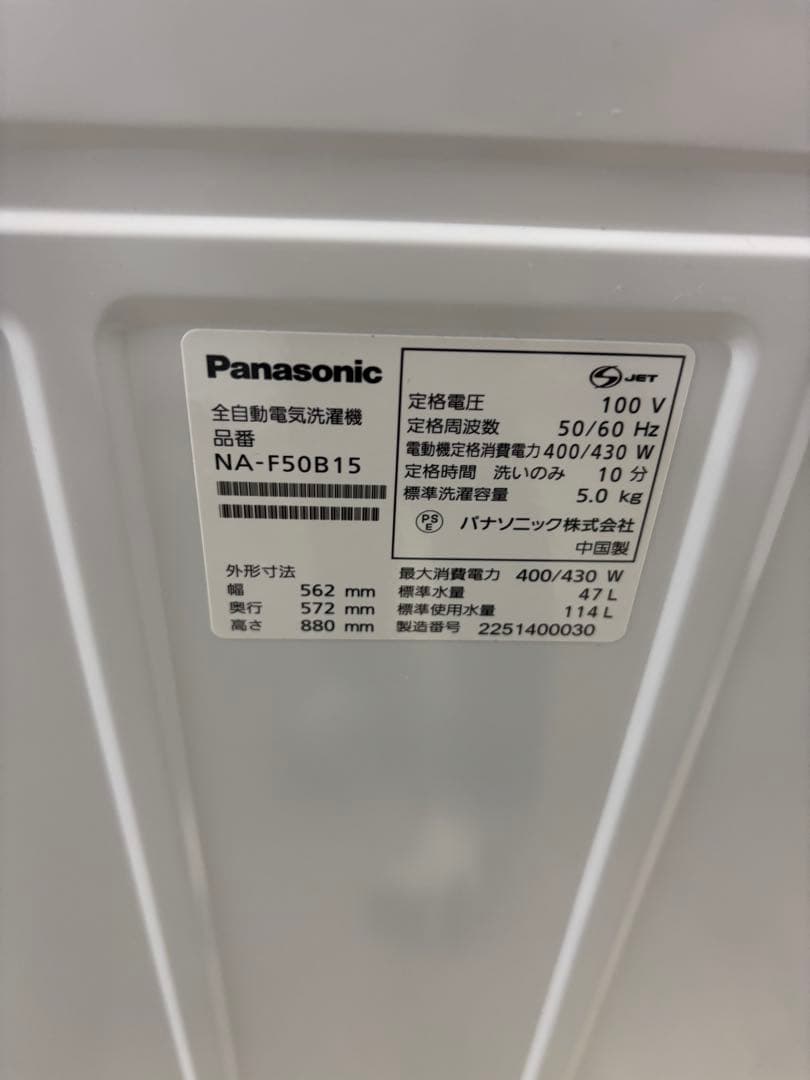 Panasonic
全自動電気洗濯機
品番
NA-F50B15
S JET
定格電圧 100 V
定格周波数 50/60 Hz
電動機定格消費電力 400/430 W
定格時間 洗いのみ 10 分
標準洗濯容量 5.0 kg
PSE パナソニック株式会社
中国製
外形寸法
幅 562 mm
奥行 572 mm
高さ 880 mm
最大消費電力 400/430 W
標準水量 47 L
標準使用水量 114 L
製造番号 2251400030